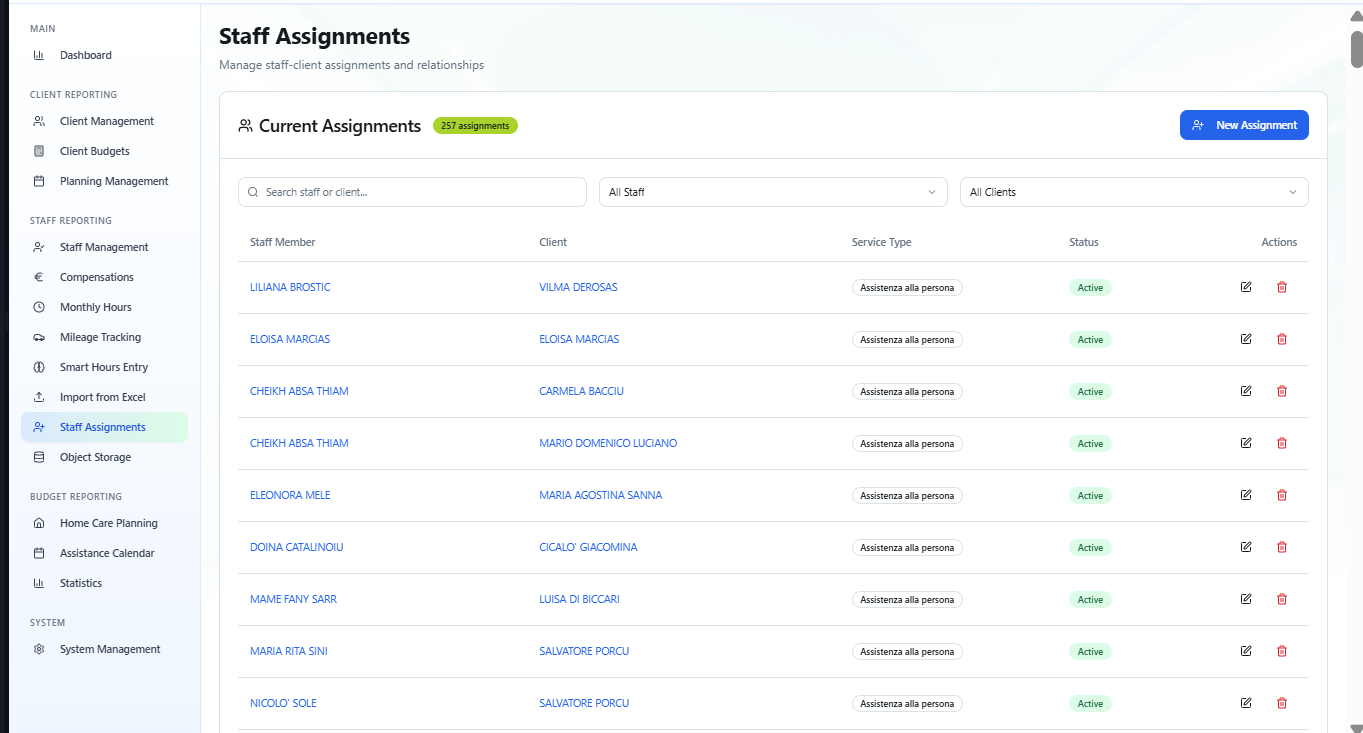 MAIN
Dashboard
CLIENT REPORTING
Client Management
Client Budgets
Planning Management
STAFF REPORTING
Staff Management
Compensations
Monthly Hours
Mileage Tracking
Smart Hours Entry
Import from Excel
Staff Assignments
Object Storage
BUDGET REPORTING
Home Care Planning
Assistance Calendar
Statistics
SYSTEM
System Management
Staff Assignments
Manage staff-client assignments and relationships
Current Assignments 257 assignments New Assignment
Search staff or client... All Staff All Clients
Staff Member Client Service Type Status Actions
LILIANA BROSTIC VILMA DEROSAS Assistenza alla persona Active
ELOISA MARCIAS ELOISA MARCIAS Assistenza alla persona Active
CHEIKH ABSA THIAM CARMELA BACCIU Assistenza alla persona Active
CHEIKH ABSA THIAM MARIO DOMENICO LUCIANO Assistenza alla persona Active
ELEONORA MELE MARIA AGOSTINA SANNA Assistenza alla persona Active
DOINA CATALINOIU CICALO' GIACOMINA Assistenza alla persona Active
MAME FANY SARR LUISA DI BICCARI Assistenza alla persona Active
MARIA RITA SINI SALVATORE PORCU Assistenza alla persona Active
NICOLO' SOLE SALVATORE PORCU Assistenza alla persona Active